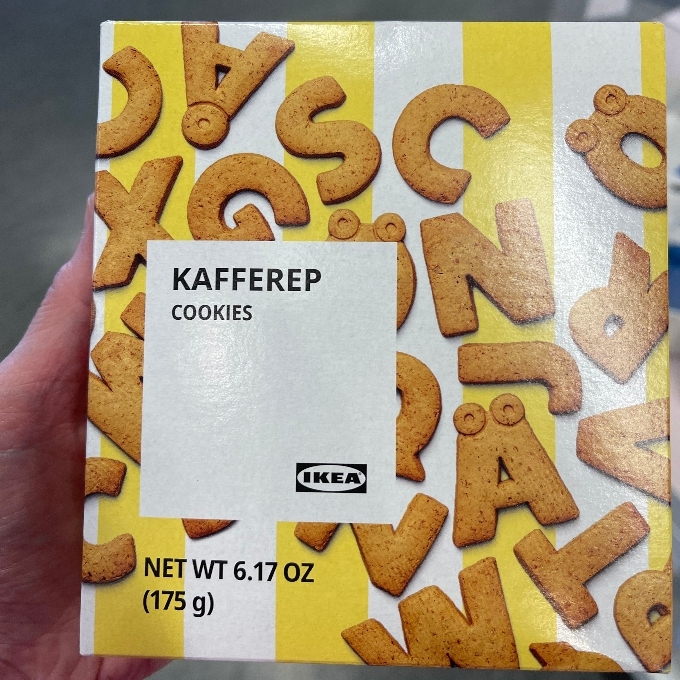 KAFFEREP
COOKIES
IKEA
NET WT 6.17 OZ
(175 g)